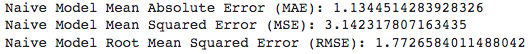 Naive Model Mean Absolute Error (MAE): 1.1344514283928326
Naive Model Mean Squared Error (MSE): 3.142317807163435
Naive Model Root Mean Squared Error (RMSE): 1.7726584011488042